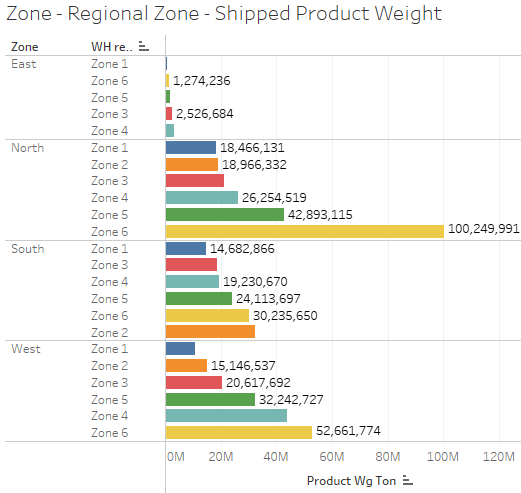 Zone - Regional Zone - Shipped Product Weight
Zone WH re..
East Zone 1
Zone 6 1,274,236
Zone 5
Zone 3 2,526,684
Zone 4
North Zone 1 18,466,131
Zone 2 18,966,332
Zone 3
Zone 4 26,254,519
Zone 5 42,893,115
Zone 6 100,249,991
South Zone 1 14,682,866
Zone 3
Zone 4 19,230,670
Zone 5 24,113,697
Zone 6 30,235,650
Zone 2
West Zone 1
Zone 2 15,146,537
Zone 3 20,617,692
Zone 5 32,242,727
Zone 4
Zone 6 52,661,774
0M 20M 40M 60M 80M 100M 120M
Product Wg Ton